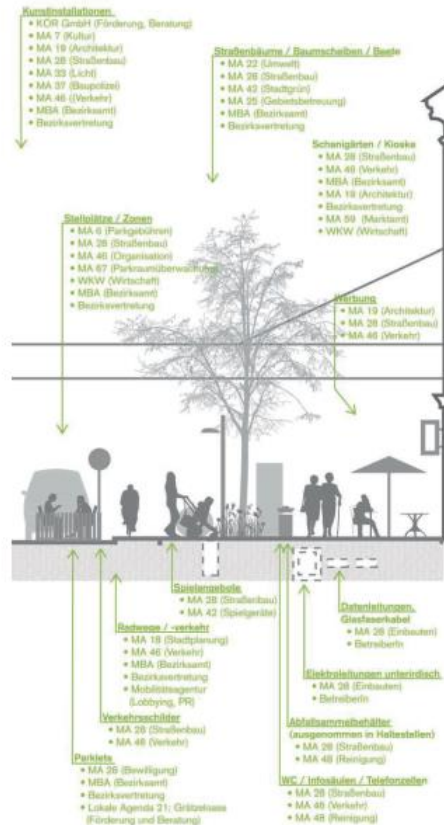 Kunstinstallationen
• KÖR GmbH (Förderung, Beratung)
• MA 7 (Kultur)
• MA 19 (Architektur)
• MA 28 (Straßenbau)
• MA 33 (Licht)
• MA 37 (Baupolizei)
• MA 46 ((Verkehr)
• MBA (Bezirksamt)
• Bezirksvertretung
Straßenbäume / Baumscheiben / Beete
• MA 22 (Umwelt)
• MA 28 (Straßenbau)
• MA 42 (Stadtgrün)
• MA 25 (Gebietsbetreuung)
• MBA (Bezirksamt)
• Bezirksvertretung
Schanigärten / Kioske
• MA 28 (Straßenbau)
• MA 46 (Verkehr)
• MBA (Bezirksamt)
• MA 19 (Architektur)
• Bezirksvertretung
• MA 59 (Marktamt)
• WKW (Wirtschaft)
Stellplätze / Zonen
• MA 6 (Parkgebühren)
• MA 28 (Straßenbau)
• MA 46 (Organisation)
• MA 67 (Parkraumüberwachung)
• WKW (Wirtschaft)
• MBA (Bezirksamt)
• Bezirksvertretung
Werbung
• MA 19 (Architektur)
• MA 28 (Straßenbau)
• MA 46 (Verkehr)
Spielangebote
• MA 28 (Straßenbau)
• MA 42 (Spielgeräte)
Radwege / -verkehr
• MA 18 (Stadtplanung)
• MA 46 (Verkehr)
• MBA (Bezirksamt)
• Bezirksvertretung
• Mobilitätsagentur
(Lobbying, PR)
Datenleitungen,
Glasfaserkabel
• MA 28 (Einbauten)
• BetreiberIn
Elektroleitungen unterirdisch
• MA 28 (Einbauten)
• BetreiberIn
Verkehrsschilder
• MA 28 (Straßenbau)
• MA 46 (Verkehr)
Abfallsammelbehälter
(ausgenommen in Haltestellen)
• MA 28 (Straßenbau)
• MA 48 (Reinigung)
Parklets
• MA 28 (Bewilligung)
• MBA (Bezirksamt)
• Bezirksvertretung
• Lokale Agenda 21; Grätzloase
(Förderung und Beratung)
WC / Infosäulen / Telefonzellen
• MA 28 (Straßenbau)
• MA 46 (Verkehr)
• MA 48 (Reinigung)